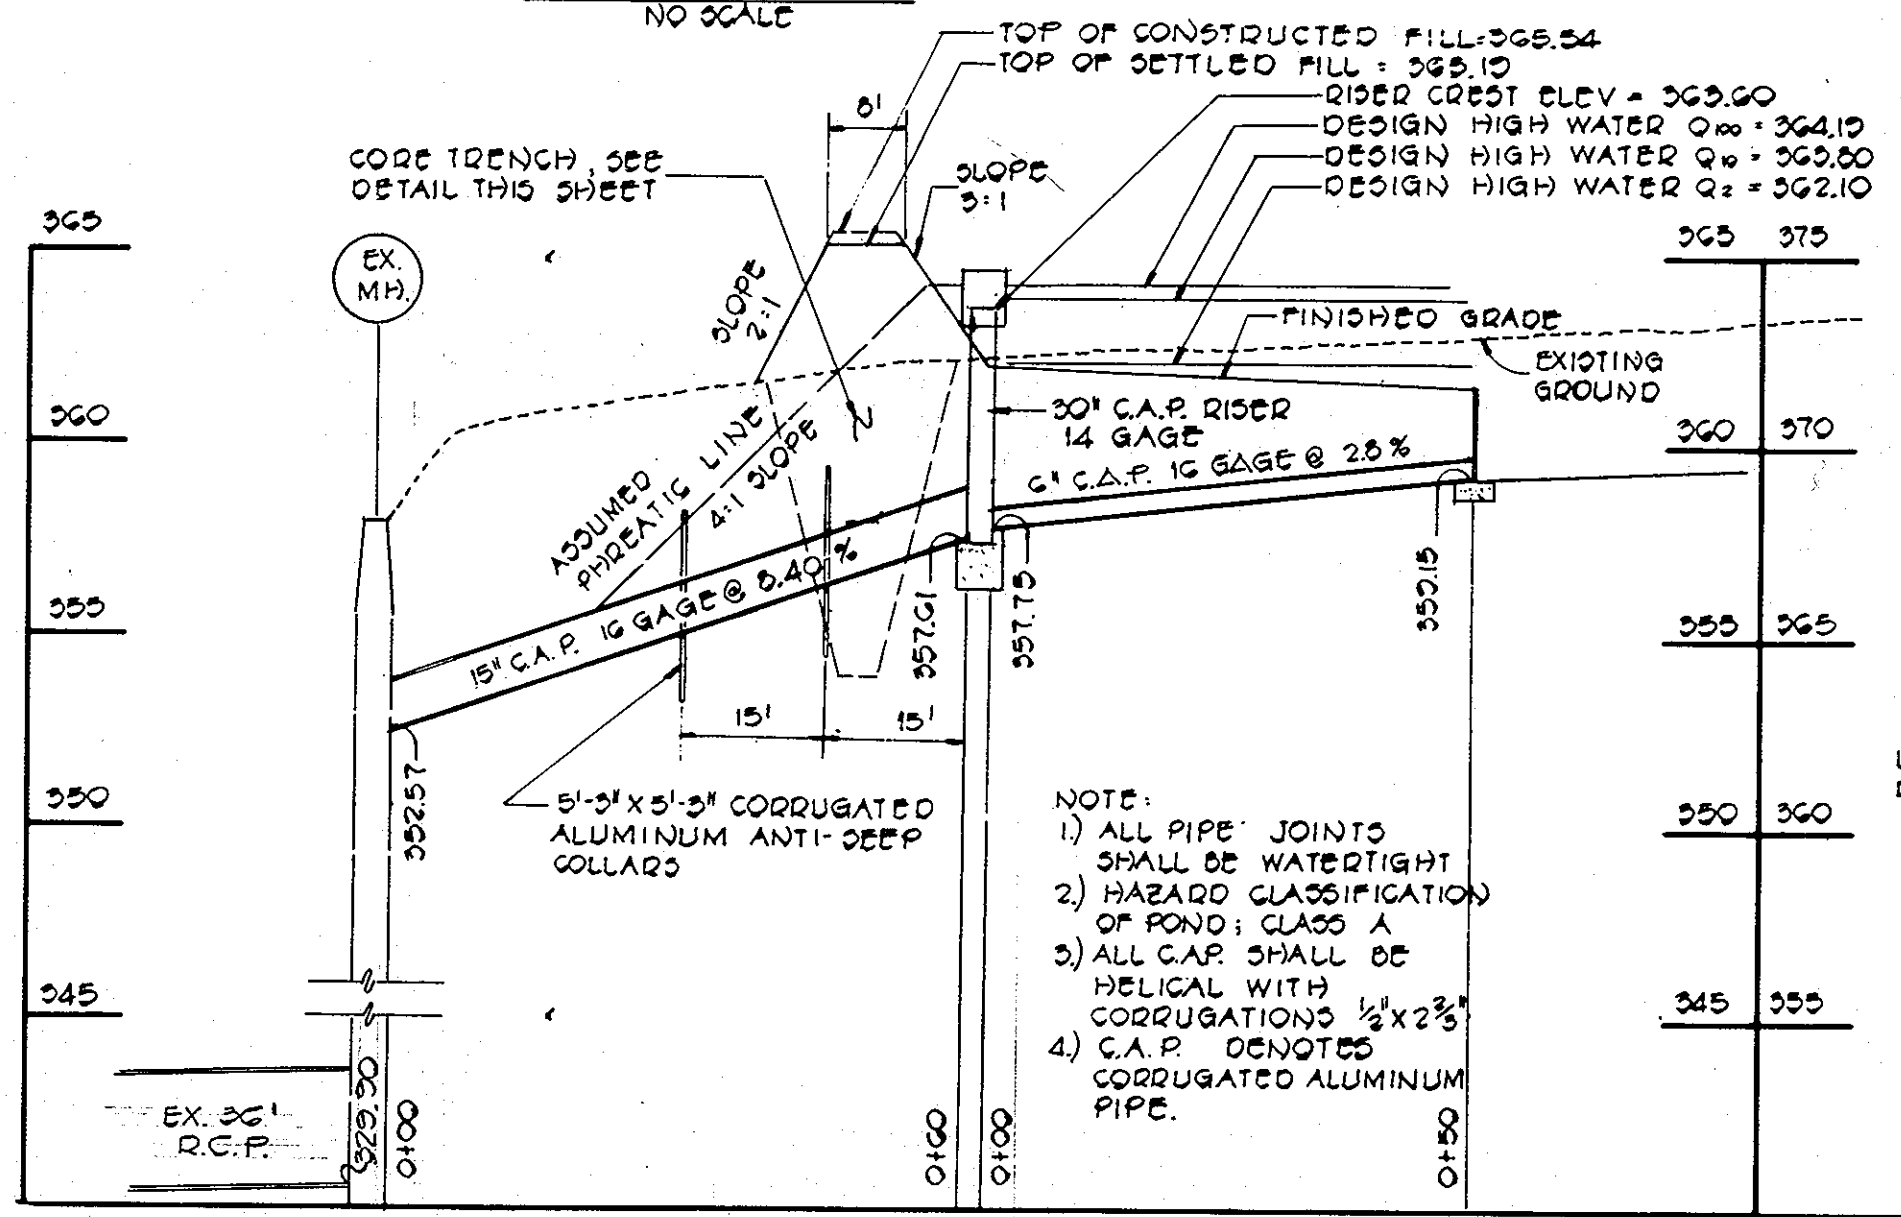 NO SCALE
TOP OF CONSTRUCTED FILL=365.54
TOP OF SETTLED FILL = 365.19
RISER CREST ELEV = 363.60
DESIGN HIGH WATER Q100 = 364.19
DESIGN HIGH WATER Q10 = 363.80
DESIGN HIGH WATER Q2 = 362.10
8'
CORE TRENCH, SEE
DETAIL THIS SHEET
SLOPE
3:1
365
EX.
MH.
SLOPE
2:1
365 375
FINISHED GRADE
EXISTING
GROUND
360
30" C.A.P. RISER
14 GAGE
360 370
ASSUMED
PHREATIC LINE
4:1 SLOPE
6" C.A.P. 16 GAGE @ 2.8%
15" C.A.P. 16 GAGE @ 8.40 %
355
357.61
357.75
359.15
355 365
15'
15'
352.57
350
5'-3" X 5'-3" CORRUGATED
ALUMINUM ANTI-SEEP
COLLARS
350 360
NOTE:
1.) ALL PIPE JOINTS
SHALL BE WATERTIGHT
2.) HAZARD CLASSIFICATION
OF POND; CLASS A
3.) ALL C.A.P. SHALL BE
HELICAL WITH
CORRUGATIONS 1/2" X 2 2/3"
4.) C.A.P. DENOTES
CORRUGATED ALUMINUM
PIPE.
345
345 355
EX. 36'
R.C.P.
329.90
0+00
0+60
0+00
0+50